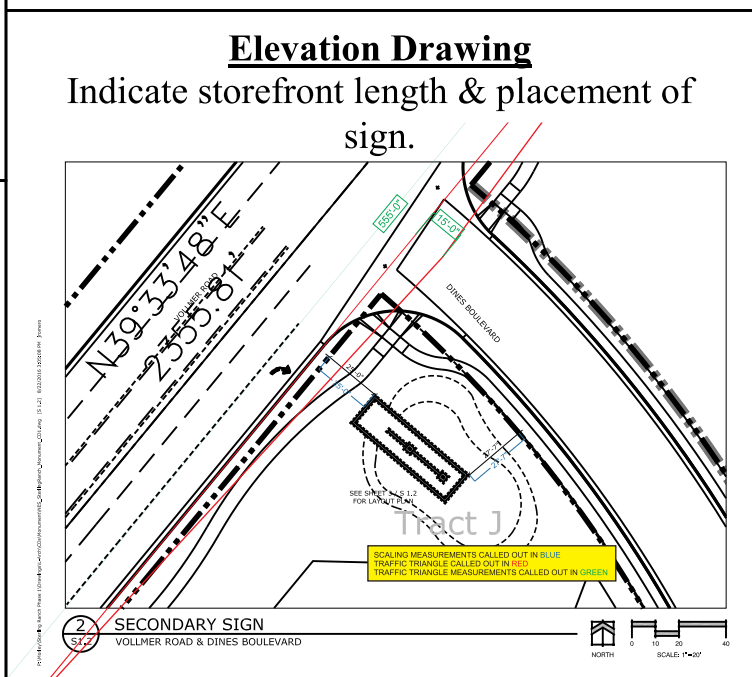 Elevation Drawing
Indicate storefront length & placement of
sign.
555'-0"
15'-0"
N39°33'48"E
2355.81'
VOLLMER ROAD
DINES BOULEVARD
SEE SHEET 3 / S 1.2
FOR LAYOUT PLAN
Tract J
SCALING MEASUREMENTS CALLED OUT IN BLUE
TRAFFIC TRIANGLE CALLED OUT IN RED
TRAFFIC TRIANGLE MEASUREMENTS CALLED OUT IN GREEN
2
S1.2
SECONDARY SIGN
VOLLMER ROAD & DINES BOULEVARD
NORTH
0 10 20 40
SCALE: 1"=20'